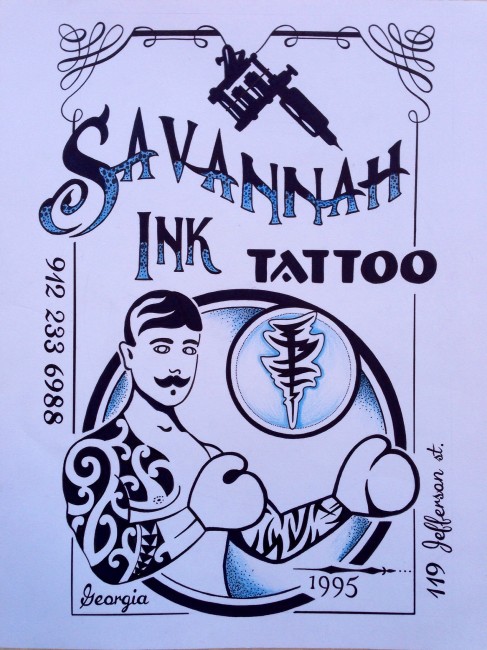 SAVANNAH
INK TATTOO
912 233 6988
119 Jefferson st.
1995
Georgia